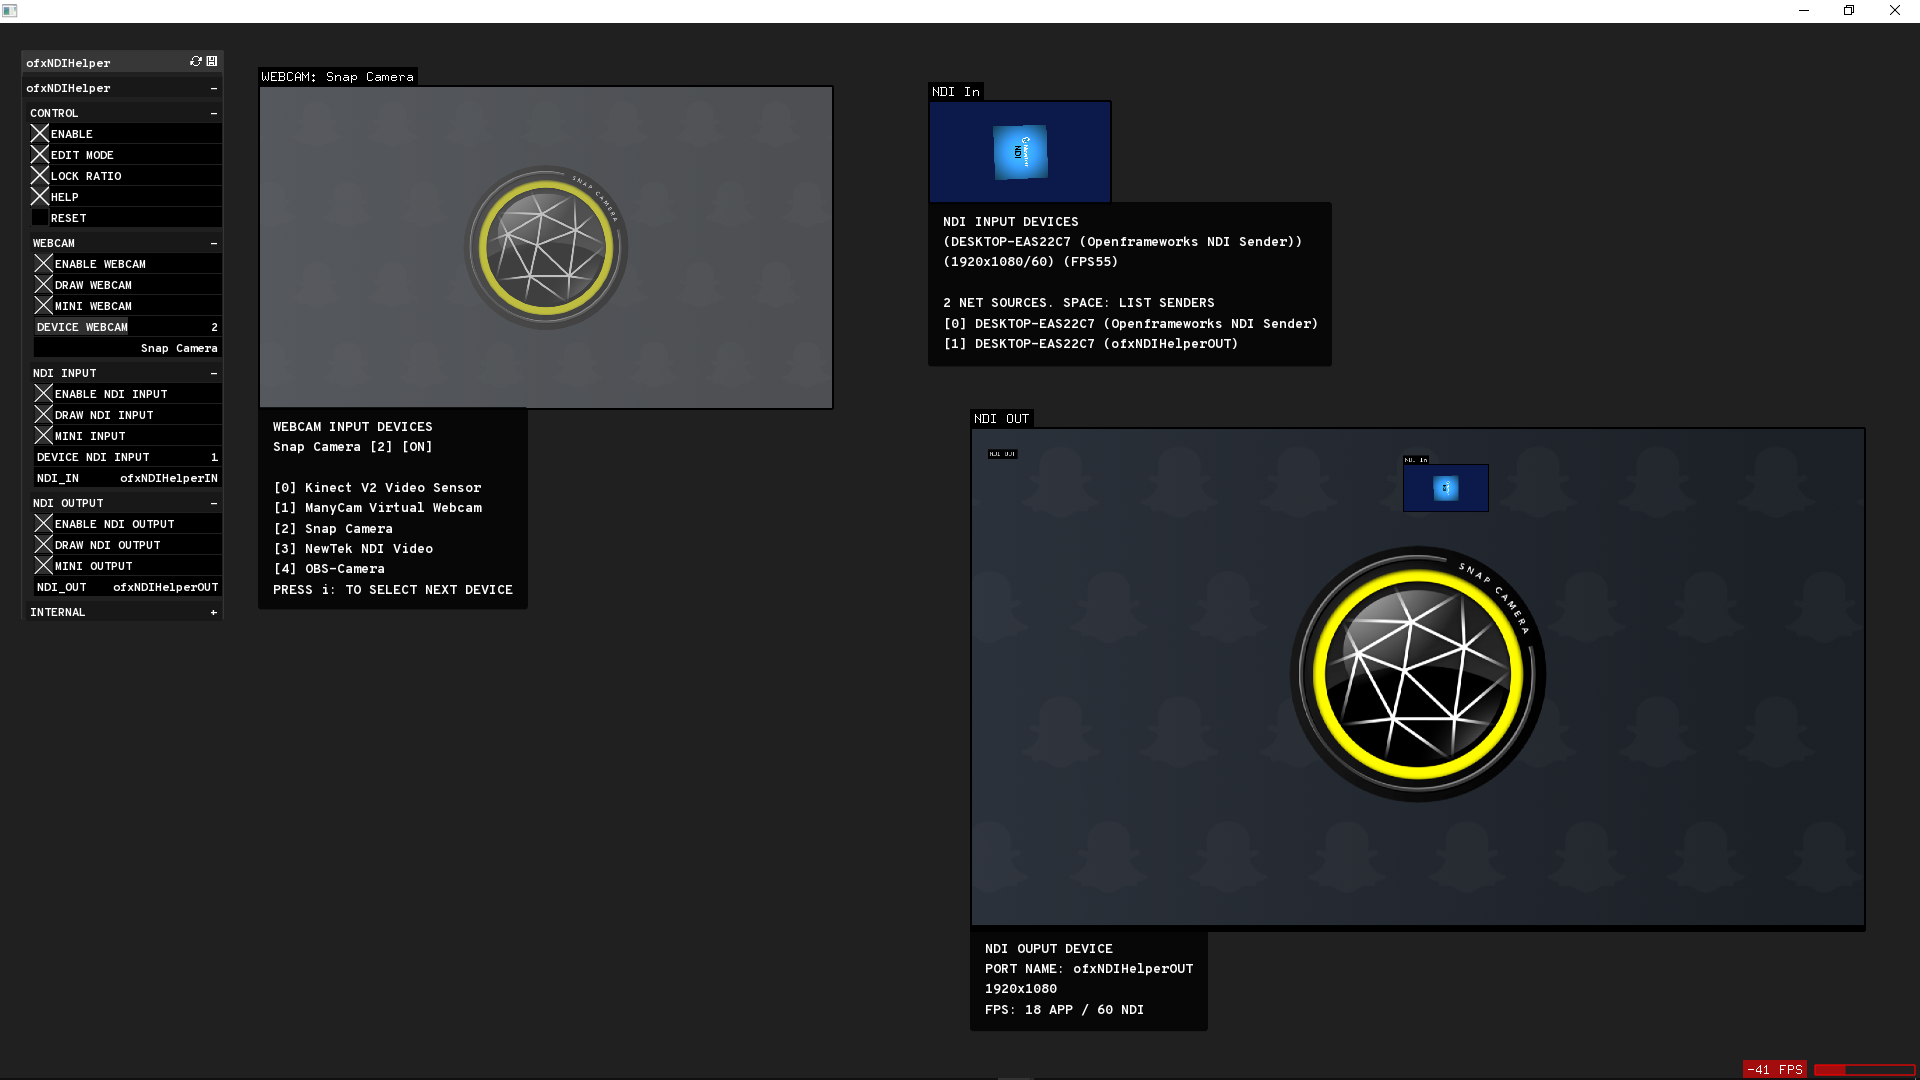 ofxNDIHelper
ofxNDIHelper
CONTROL
ENABLE
EDIT MODE
LOCK RATIO
HELP
RESET
WEBCAM
ENABLE WEBCAM
DRAW WEBCAM
MINI WEBCAM
DEVICE WEBCAM 2
Snap Camera
NDI INPUT
ENABLE NDI INPUT
DRAW NDI INPUT
MINI INPUT
DEVICE NDI INPUT 1
NDI_IN ofxNDIHelperIN
NDI OUTPUT
ENABLE NDI OUTPUT
DRAW NDI OUTPUT
MINI OUTPUT
NDI_OUT ofxNDIHelperOUT
INTERNAL +
WEBCAM: Snap Camera
SNAP CAMERA
WEBCAM INPUT DEVICES
Snap Camera [2] [ON]
[0] Kinect V2 Video Sensor
[1] ManyCam Virtual Webcam
[2] Snap Camera
[3] NewTek NDI Video
[4] OBS-Camera
PRESS i: TO SELECT NEXT DEVICE
NDI In
NDI
NDI INPUT DEVICES
(DESKTOP-EAS22C7 (Openframeworks NDI Sender))
(1920x1080/60) (FPS55)
2 NET SOURCES. SPACE: LIST SENDERS
[0] DESKTOP-EAS22C7 (Openframeworks NDI Sender)
[1] DESKTOP-EAS22C7 (ofxNDIHelperOUT)
NDI OUT
NDI OUT
NDI In
SNAP CAMERA
NDI OUPUT DEVICE
PORT NAME: ofxNDIHelperOUT
1920x1080
FPS: 18 APP / 60 NDI
-41 FPS